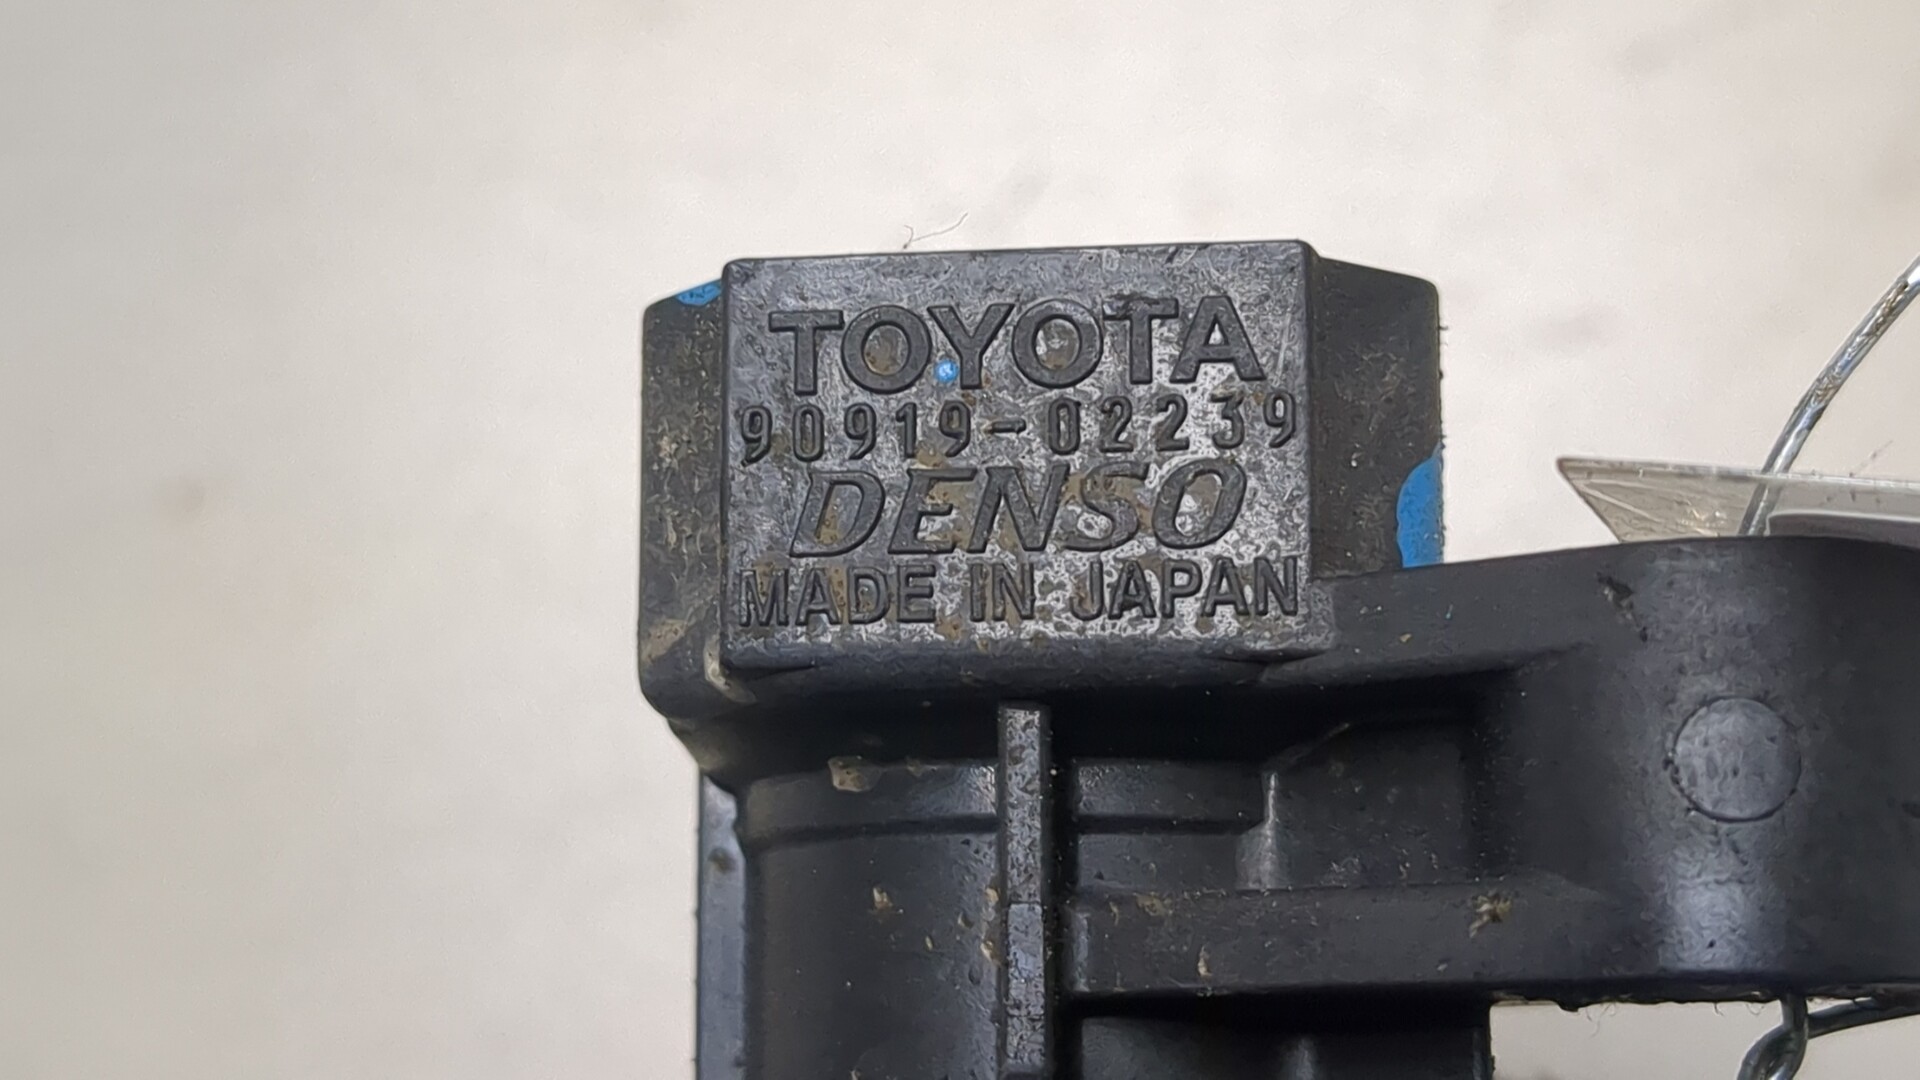 TOYOTA
90919-02239
DENSO
MADE IN JAPAN